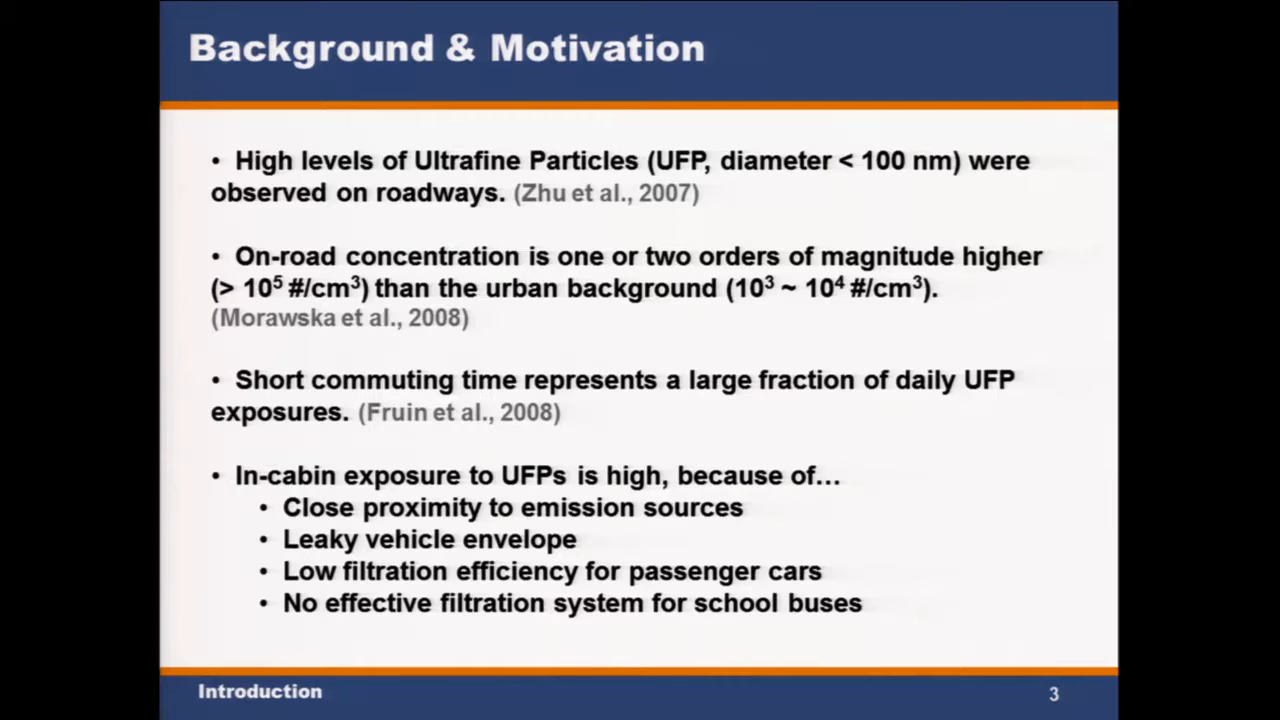 Background & Motivation
• High levels of Ultrafine Particles (UFP, diameter < 100 nm) were
observed on roadways. (Zhu et al., 2007)
• On-road concentration is one or two orders of magnitude higher
(> 10⁵ #/cm³) than the urban background (10³ ~ 10⁴ #/cm³).
(Morawska et al., 2008)
• Short commuting time represents a large fraction of daily UFP
exposures. (Fruin et al., 2008)
• In-cabin exposure to UFPs is high, because of…
• Close proximity to emission sources
• Leaky vehicle envelope
• Low filtration efficiency for passenger cars
• No effective filtration system for school buses
Introduction
3